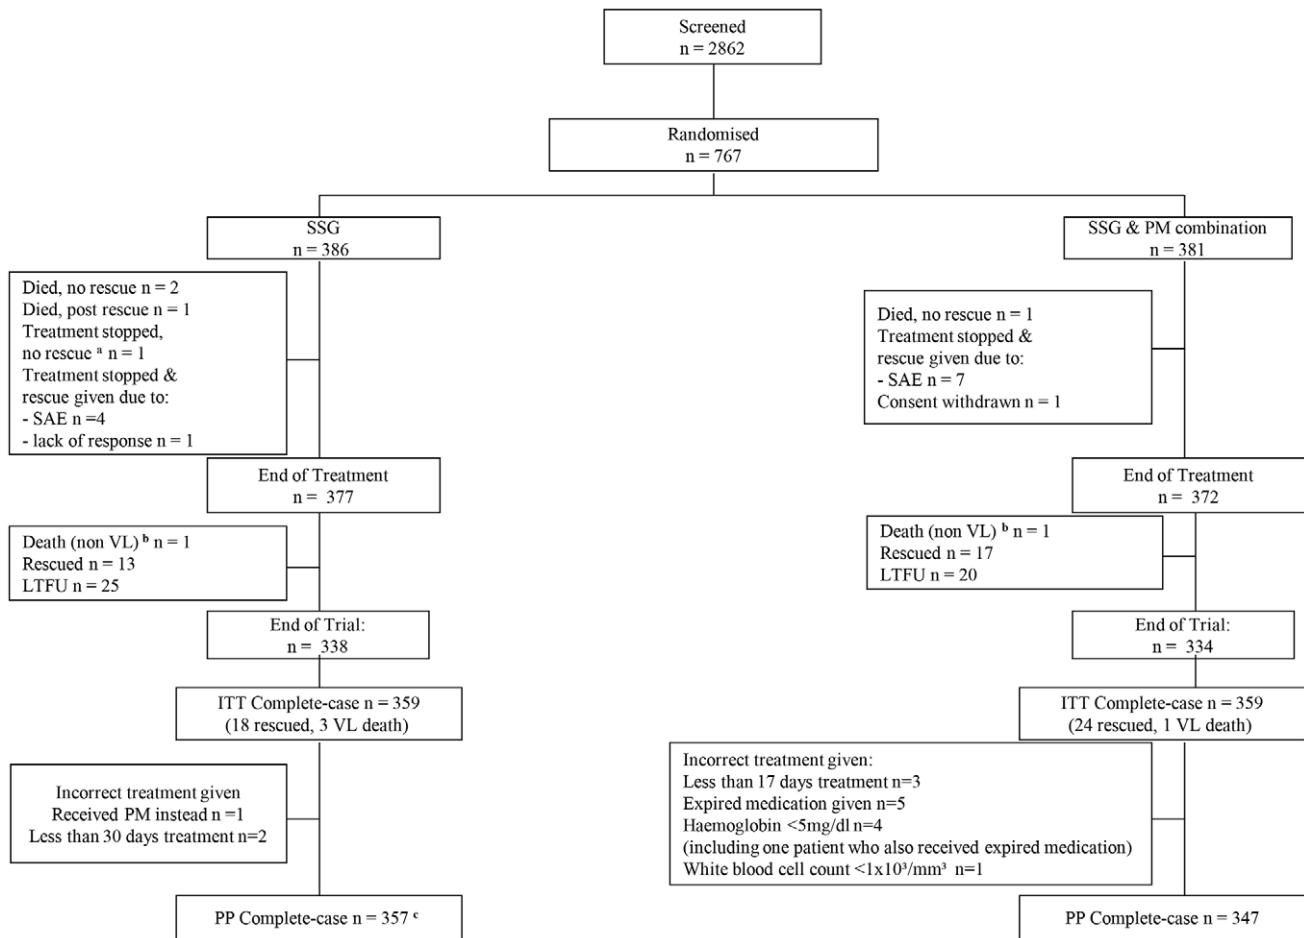 Screened
n = 2862
Randomised
n = 767
SSG
n = 386
SSG & PM combination
n = 381
Died, no rescue n = 2
Died, post rescue n = 1
Treatment stopped,
no rescue ᵃ n = 1
Treatment stopped &
rescue given due to:
- SAE n =4
- lack of response n = 1
Died, no rescue n = 1
Treatment stopped &
rescue given due to:
- SAE n = 7
Consent withdrawn n = 1
End of Treatment
n = 377
End of Treatment
n = 372
Death (non VL) ᵇ n = 1
Rescued n = 13
LTFU n = 25
Death (non VL) ᵇ n = 1
Rescued n = 17
LTFU n = 20
End of Trial:
n = 338
End of Trial:
n = 334
ITT Complete-case n = 359
(18 rescued, 3 VL death)
ITT Complete-case n = 359
(24 rescued, 1 VL death)
Incorrect treatment given
Received PM instead n =1
Less than 30 days treatment n=2
Incorrect treatment given:
Less than 17 days treatment n=3
Expired medication given n=5
Haemoglobin <5mg/dl n=4
(including one patient who also received expired medication)
White blood cell count <1x10³/mm³ n=1
PP Complete-case n = 357 ᶜ
PP Complete-case n = 347